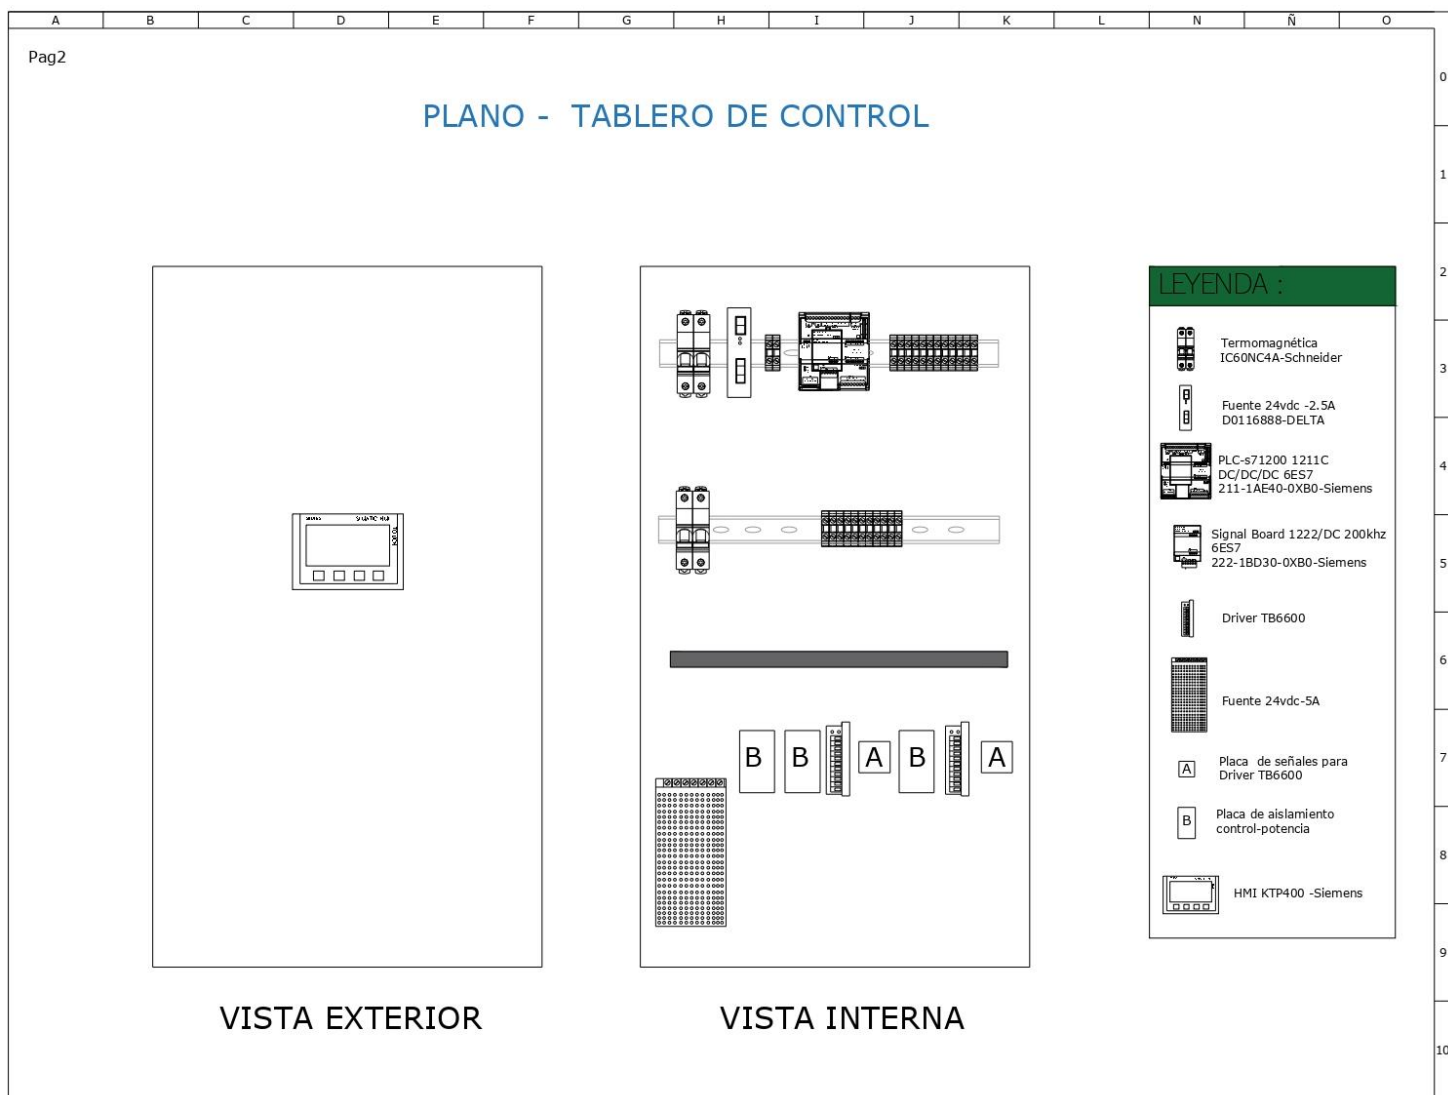 A B C D E F G H I J K L N Ñ O
Pag2
0
PLANO - TABLERO DE CONTROL
1
2
LEYENDA :
Termomagnética
IC60NC4A-Schneider
3
Fuente 24vdc -2.5A
D0116888-DELTA
4
PLC-s71200 1211C
DC/DC/DC 6ES7
211-1AE40-0XB0-Siemens
Signal Board 1222/DC 200khz
6ES7
222-1BD30-0XB0-Siemens
5
Driver TB6600
6
Fuente 24vdc-5A
B B A B A
7
A
Placa de señales para
Driver TB6600
B
Placa de aislamiento
control-potencia
8
HMI KTP400 -Siemens
9
VISTA EXTERIOR
VISTA INTERNA
10